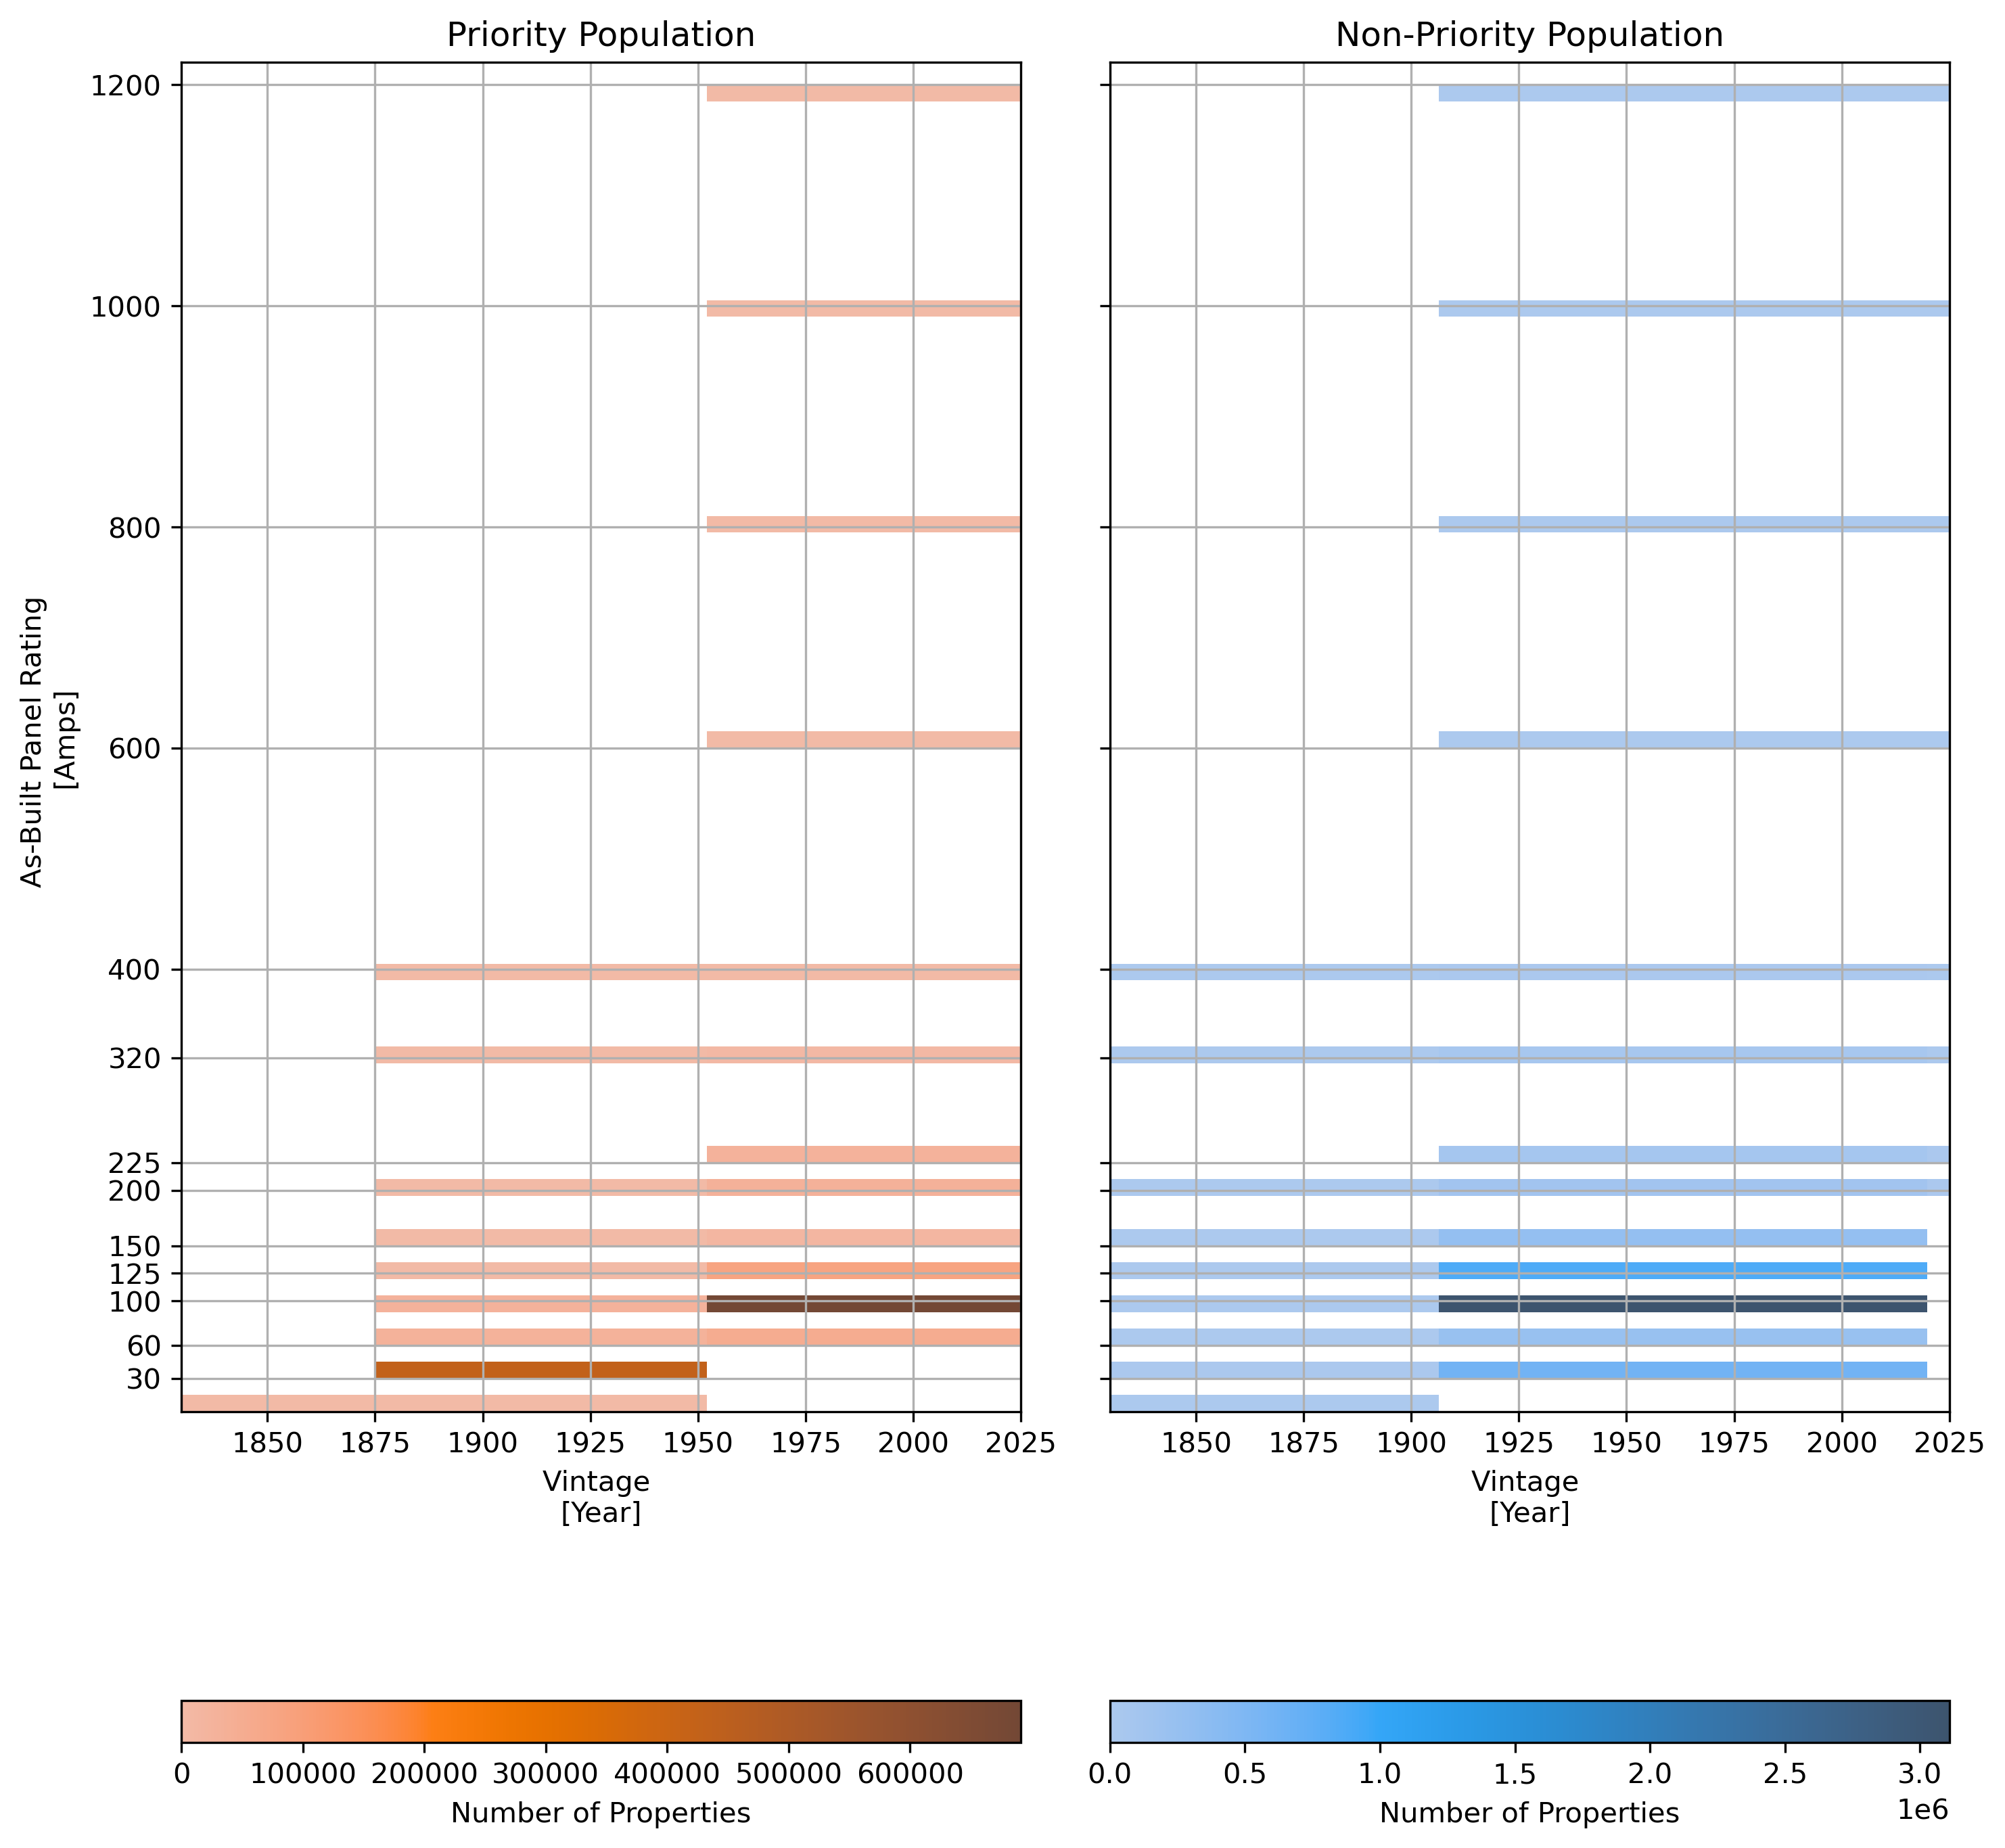 Priority Population
Non-Priority Population
1200
1000
800
600
400
320
225
200
150
125
100
60
30
As-Built Panel Rating
[Amps]
1850 1875 1900 1925 1950 1975 2000 2025
1850 1875 1900 1925 1950 1975 2000 2025
Vintage
[Year]
Vintage
[Year]
0 100000 200000 300000 400000 500000 600000
Number of Properties
0.0 0.5 1.0 1.5 2.0 2.5 3.0
1e6
Number of Properties